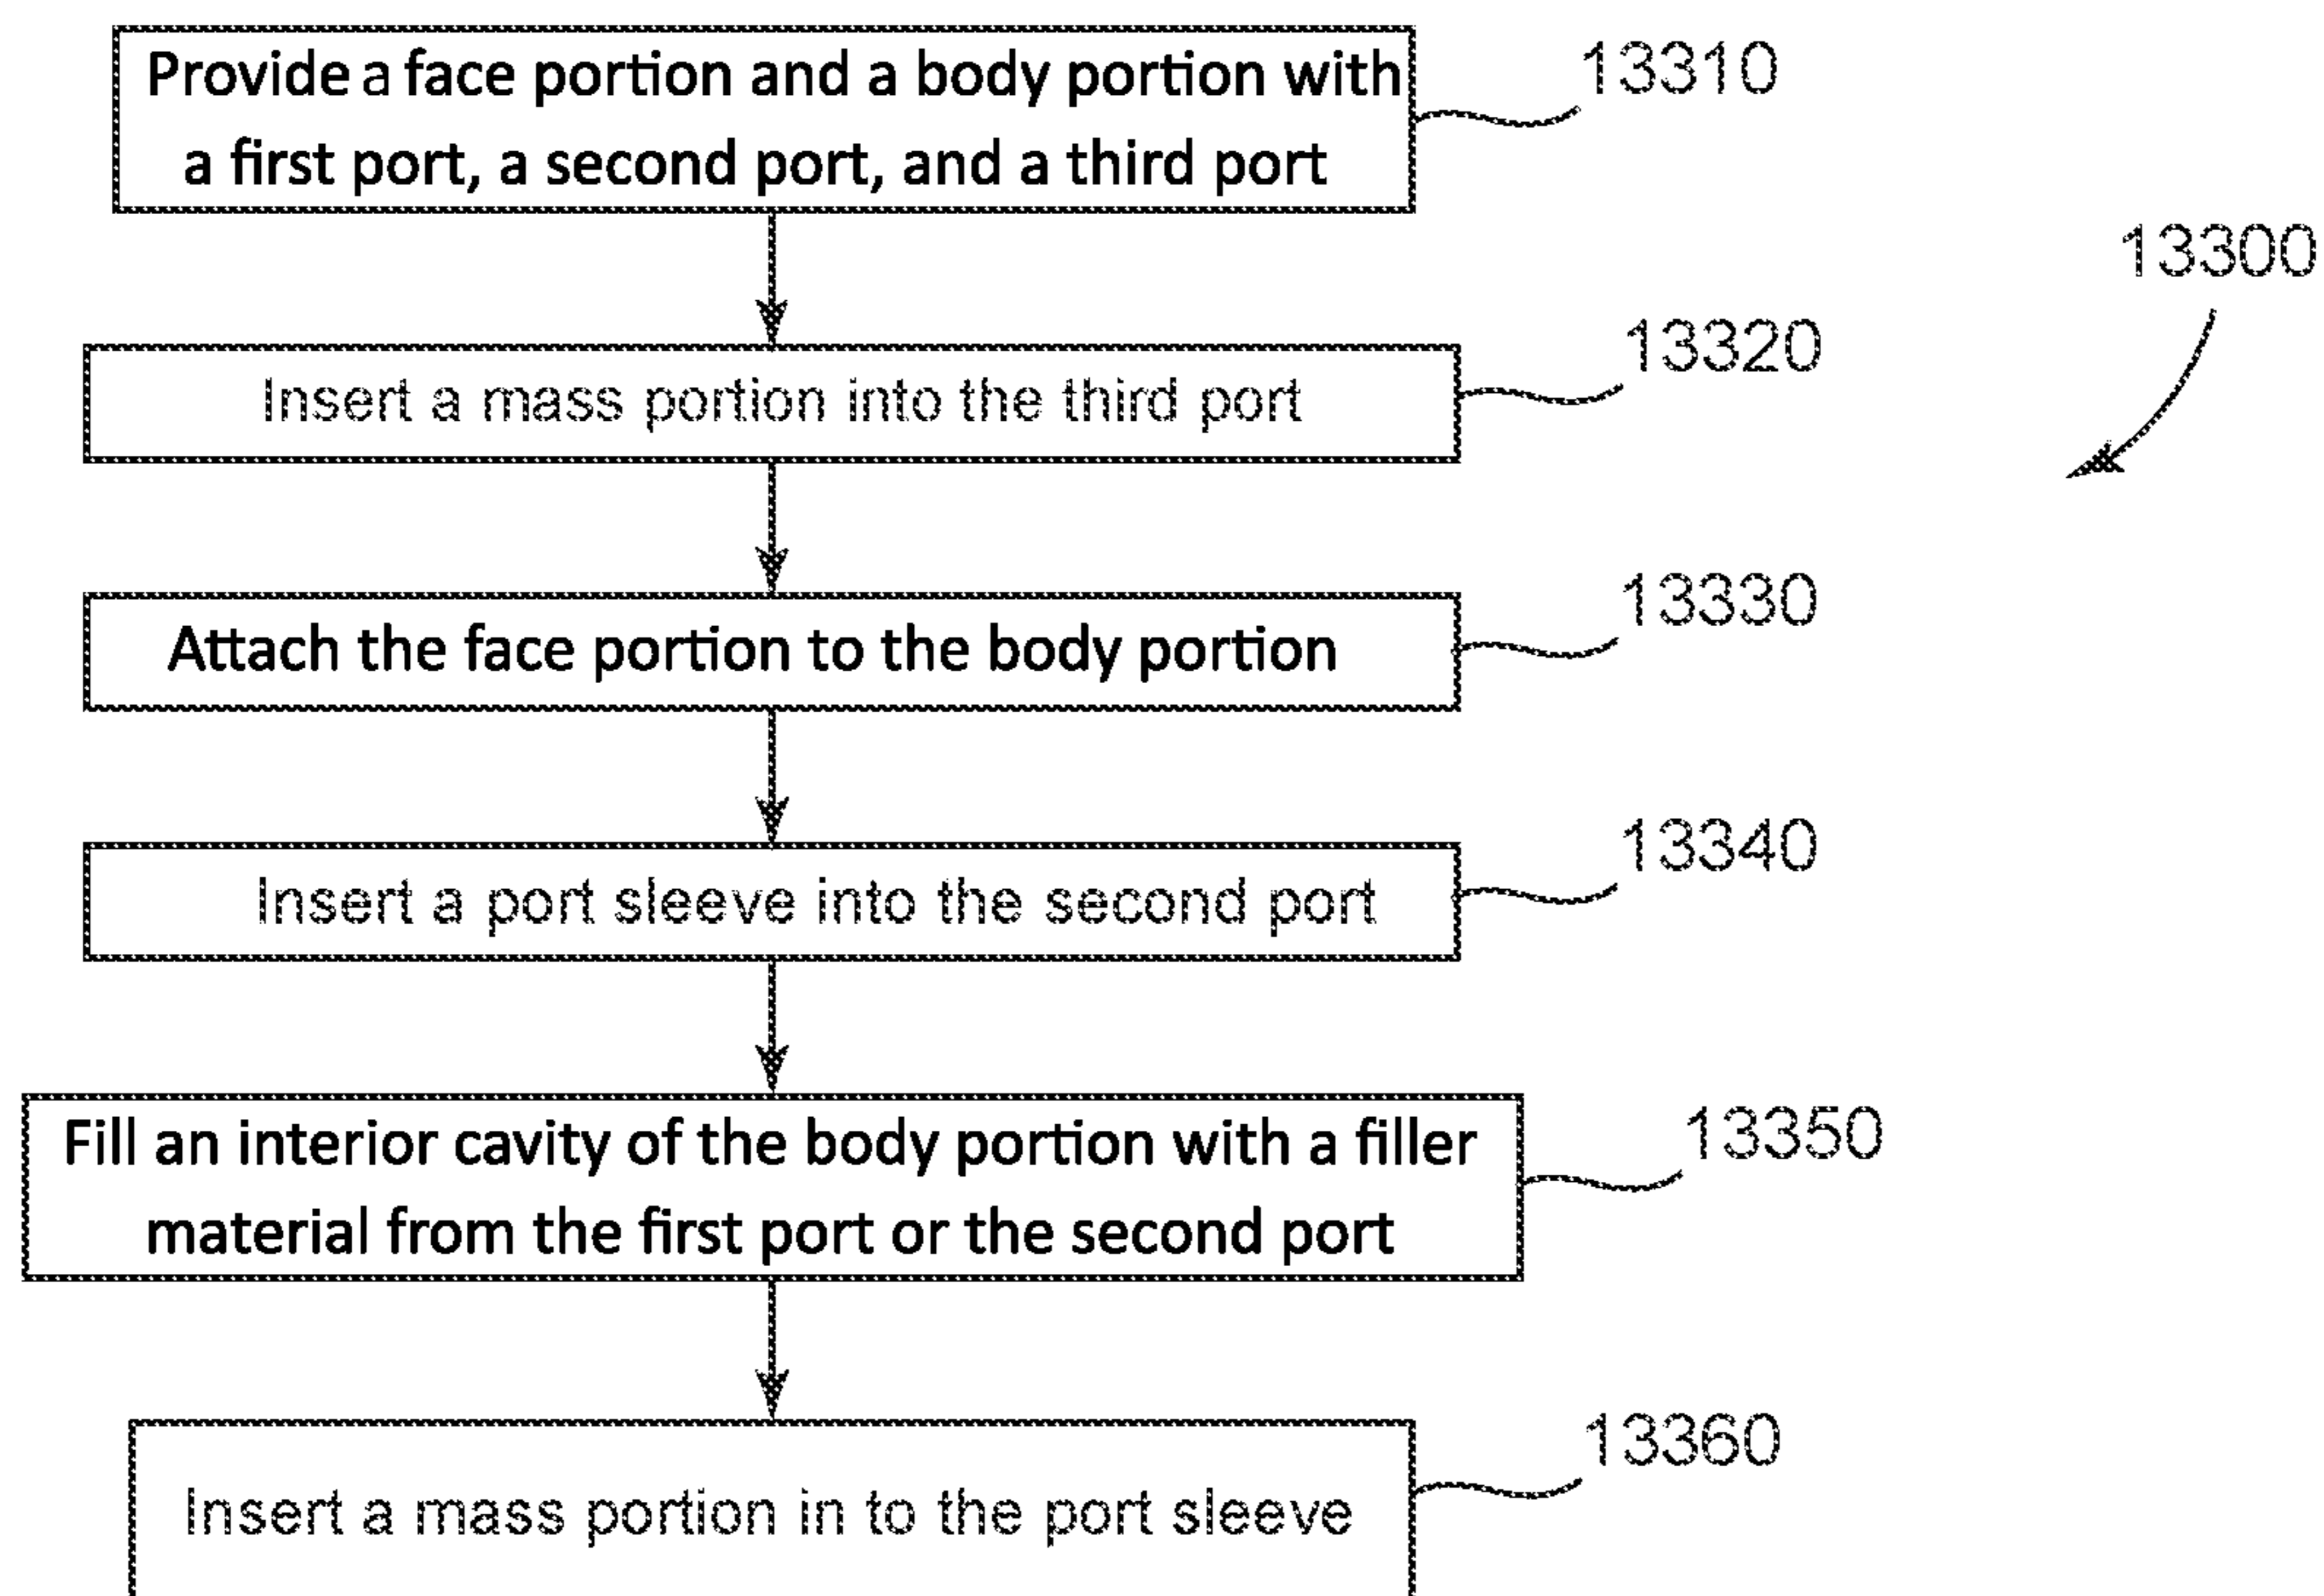 Provide a face portion and a body portion with
a first port, a second port, and a third port
13310
13300
Insert a mass portion into the third port
13320
Attach the face portion to the body portion
13330
Insert a port sleeve into the second port
13340
Fill an interior cavity of the body portion with a filler
material from the first port or the second port
13350
Insert a mass portion in to the port sleeve
13360